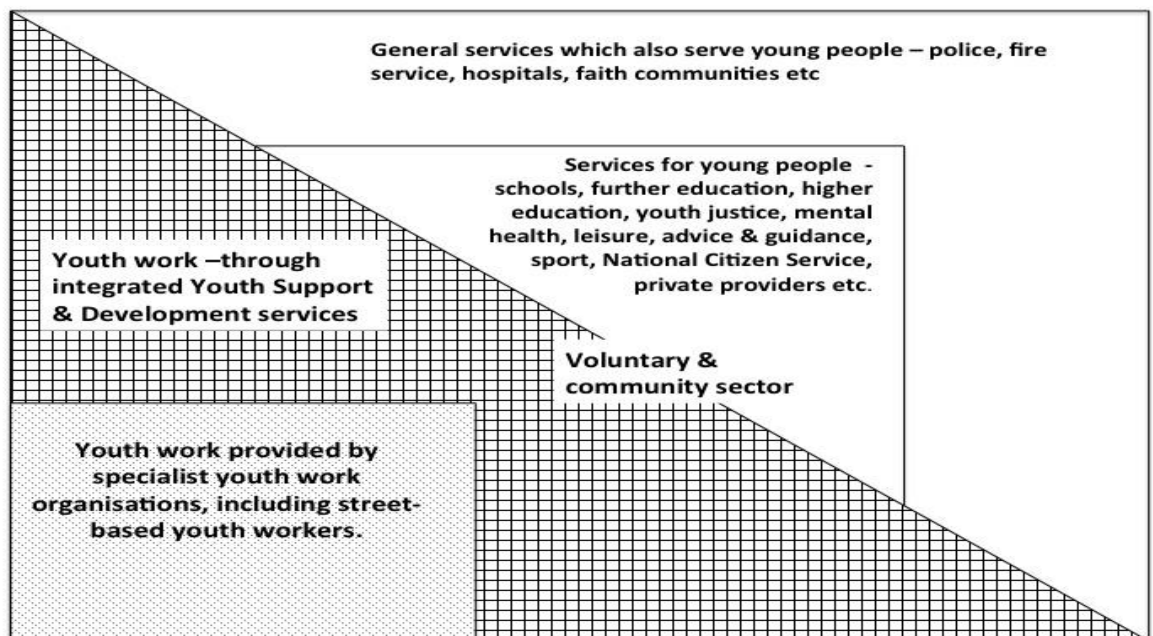 General services which also serve young people – police, fire
service, hospitals, faith communities etc
Services for young people -
schools, further education, higher
education, youth justice, mental
health, leisure, advice & guidance,
sport, National Citizen Service,
private providers etc.
Youth work –through
integrated Youth Support
& Development services
Voluntary &
community sector
Youth work provided by
specialist youth work
organisations, including street-
based youth workers.